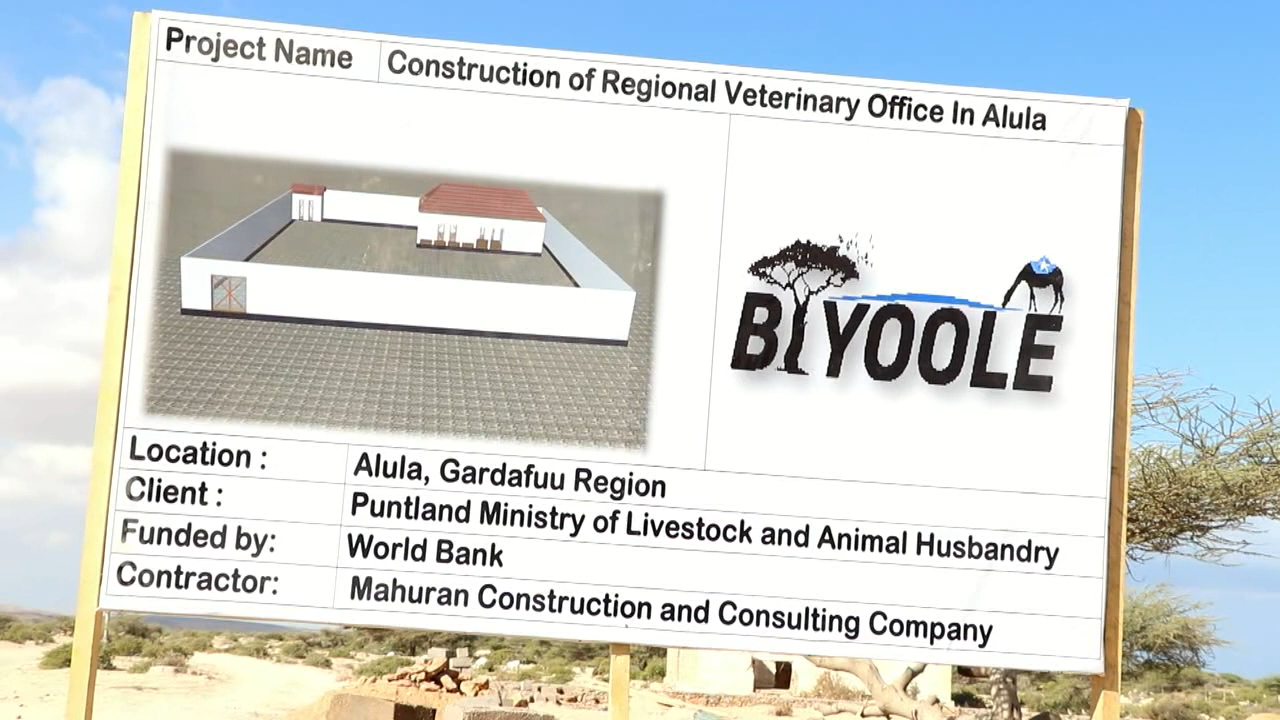 Project Name Construction of Regional Veterinary Office In Alula
BIYOOLE
Location : Alula, Gardafuu Region
Client : Puntland Ministry of Livestock and Animal Husbandry
Funded by: World Bank
Contractor: Mahuran Construction and Consulting Company